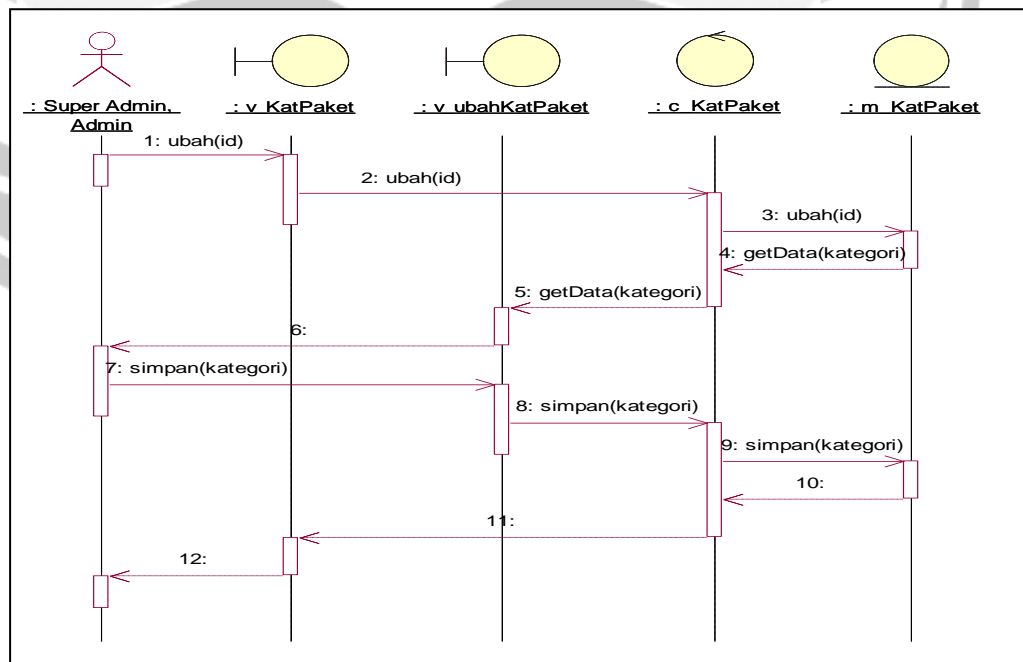 : Super Admin,
Admin
: v_KatPaket
: v_ubahKatPaket
: c_KatPaket
: m_KatPaket
1: ubah(id)
2: ubah(id)
3: ubah(id)
4: getData(kategori)
5: getData(kategori)
6:
7: simpan(kategori)
8: simpan(kategori)
9: simpan(kategori)
10:
11:
12: